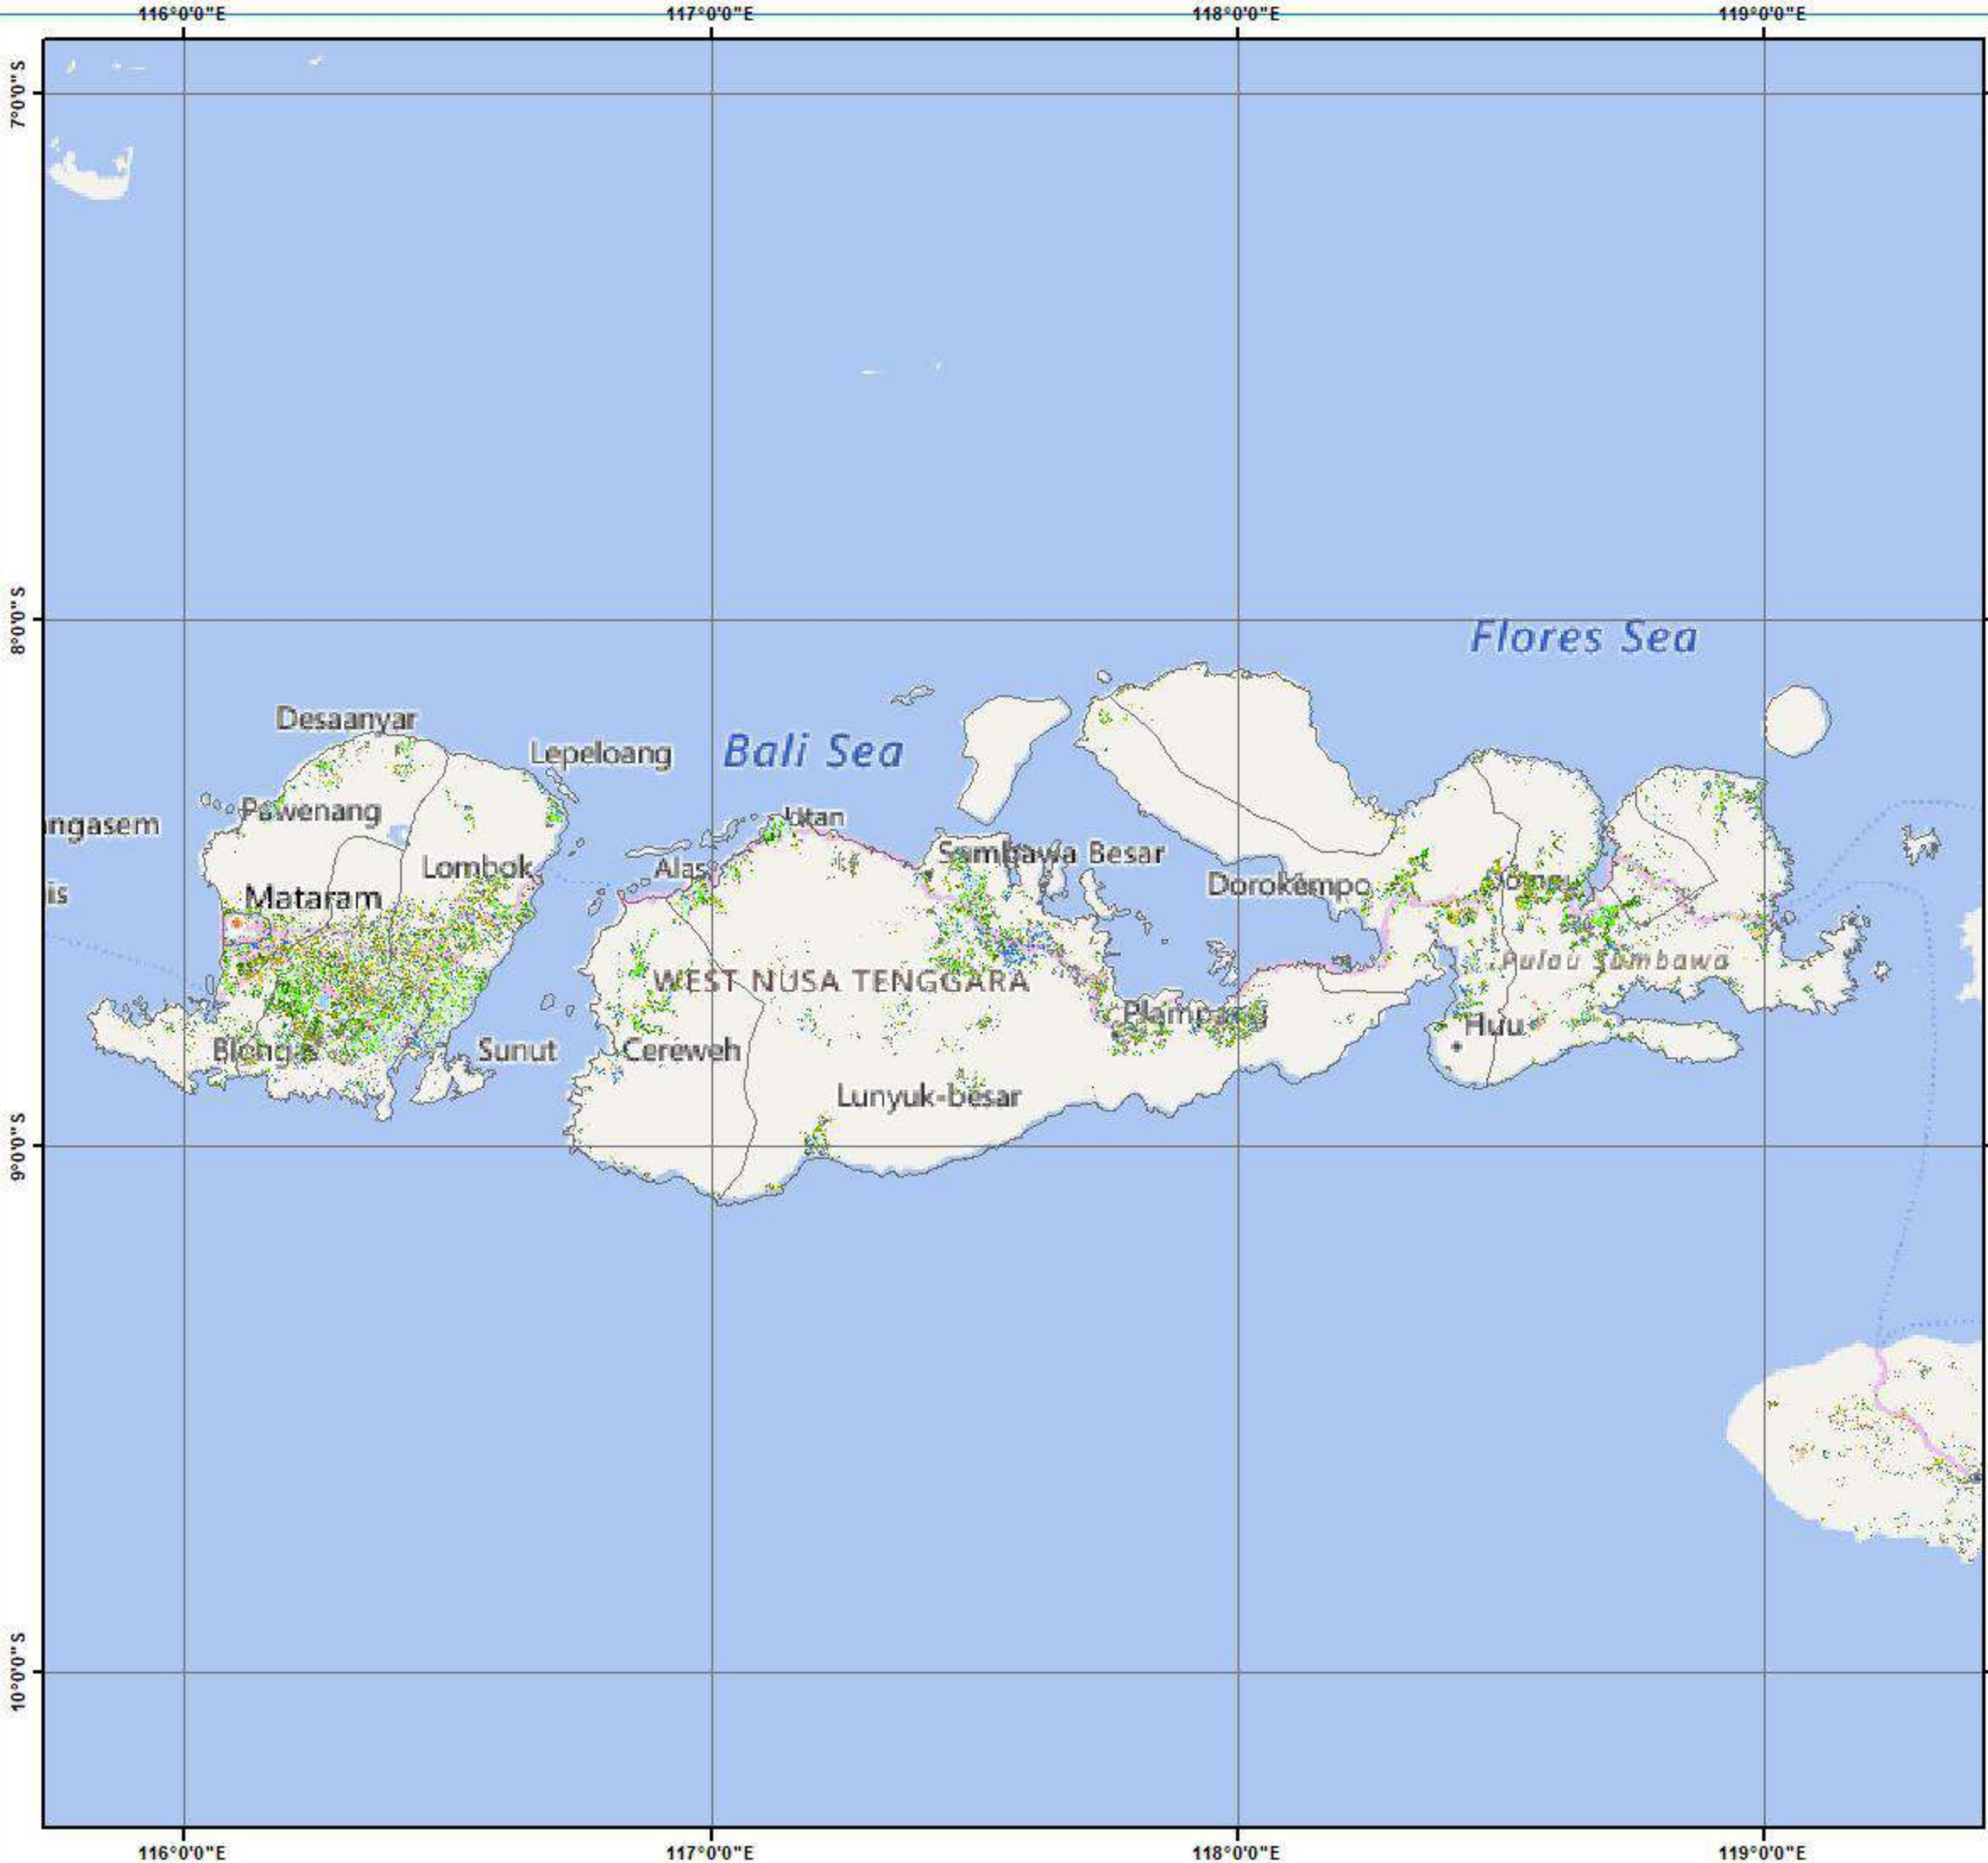 116°0'0"E 117°0'0"E 118°0'0"E 119°0'0"E
7°0'0"S
8°0'0"S
Flores Sea
Desaanyar
Bali Sea
Lepeloang
Pawenang
Utan
ngasem
Sumbawa Besar
Alas
Lombok
Dorokempo
is
Mataram
Pulau Sumbawa
WEST NUSA TENGGARA
Plampang
Huu
Sunut
Cereweh
Lunyuk-besar
9°0'0"S
10°0'0"S
116°0'0"E 117°0'0"E 118°0'0"E 119°0'0"E